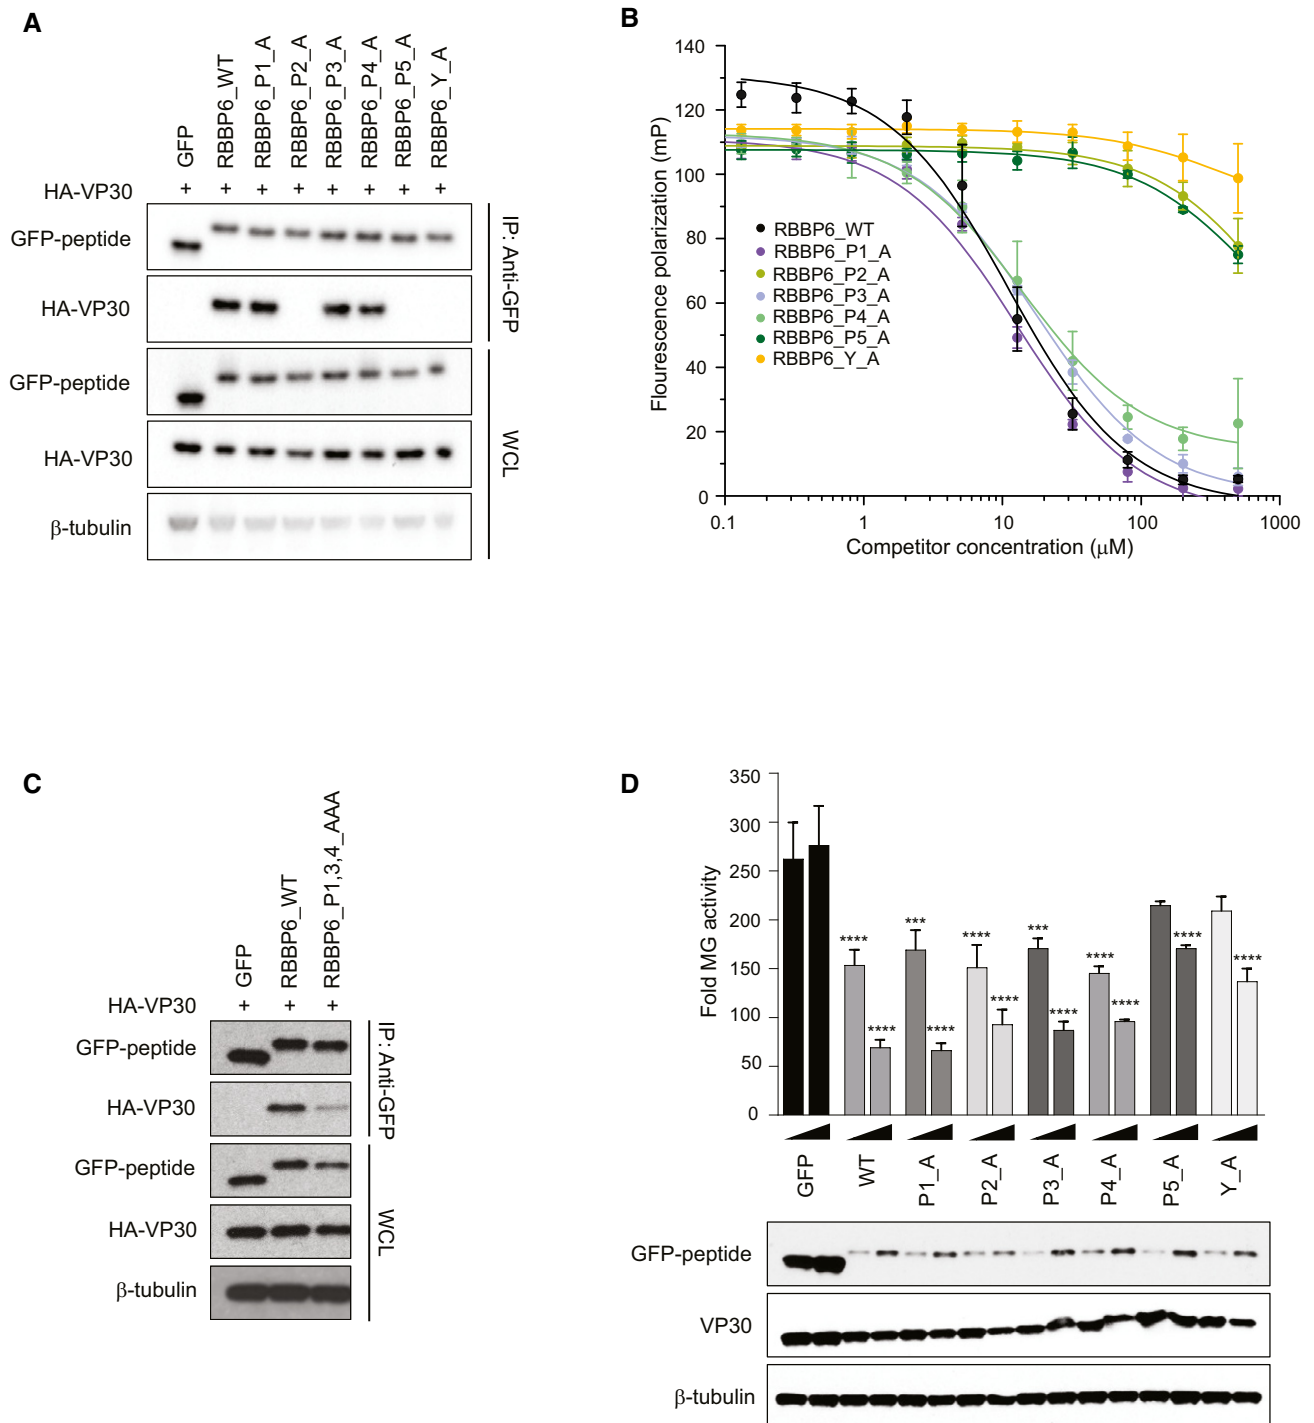 A
GFP
RBBP6_WT
RBBP6_P1_A
RBBP6_P2_A
RBBP6_P3_A
RBBP6_P4_A
RBBP6_P5_A
RBBP6_Y_A
HA-VP30 + + + + + + + +
GFP-peptide
HA-VP30
IP: Anti-GFP
GFP-peptide
HA-VP30
β-tubulin
WCL
B
140
120
100
80
60
40
20
0
Flourescence polarization (mP)
RBBP6_WT
RBBP6_P1_A
RBBP6_P2_A
RBBP6_P3_A
RBBP6_P4_A
RBBP6_P5_A
RBBP6_Y_A
0.1 1 10 100 1000
Competitor concentration (μM)
C
GFP
RBBP6_WT
RBBP6_P1,3,4_AAA
HA-VP30 + + +
GFP-peptide
HA-VP30
IP: Anti-GFP
GFP-peptide
HA-VP30
β-tubulin
WCL
D
350
300
250
200
150
100
50
0
Fold MG activity
**** **** *** **** **** **** *** **** **** **** **** ****
GFP
WT
P1_A
P2_A
P3_A
P4_A
P5_A
Y_A
GFP-peptide
VP30
β-tubulin